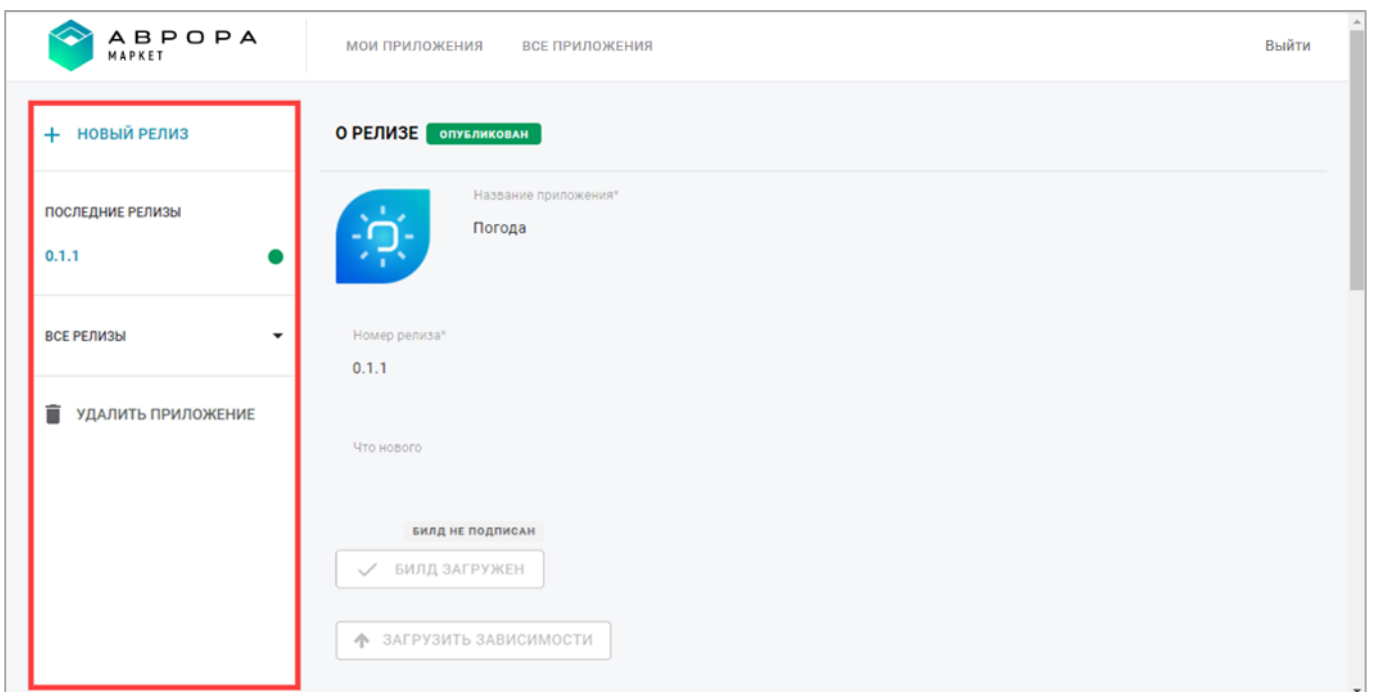 АВРОРА
МАРКЕТ
МОИ ПРИЛОЖЕНИЯ
ВСЕ ПРИЛОЖЕНИЯ
Выйти
+ НОВЫЙ РЕЛИЗ
ПОСЛЕДНИЕ РЕЛИЗЫ
0.1.1
ВСЕ РЕЛИЗЫ
УДАЛИТЬ ПРИЛОЖЕНИЕ
О РЕЛИЗЕ ОПУБЛИКОВАН
Название приложения*
Погода
Номер релиза*
0.1.1
Что нового
БИЛД НЕ ПОДПИСАН
БИЛД ЗАГРУЖЕН
ЗАГРУЗИТЬ ЗАВИСИМОСТИ